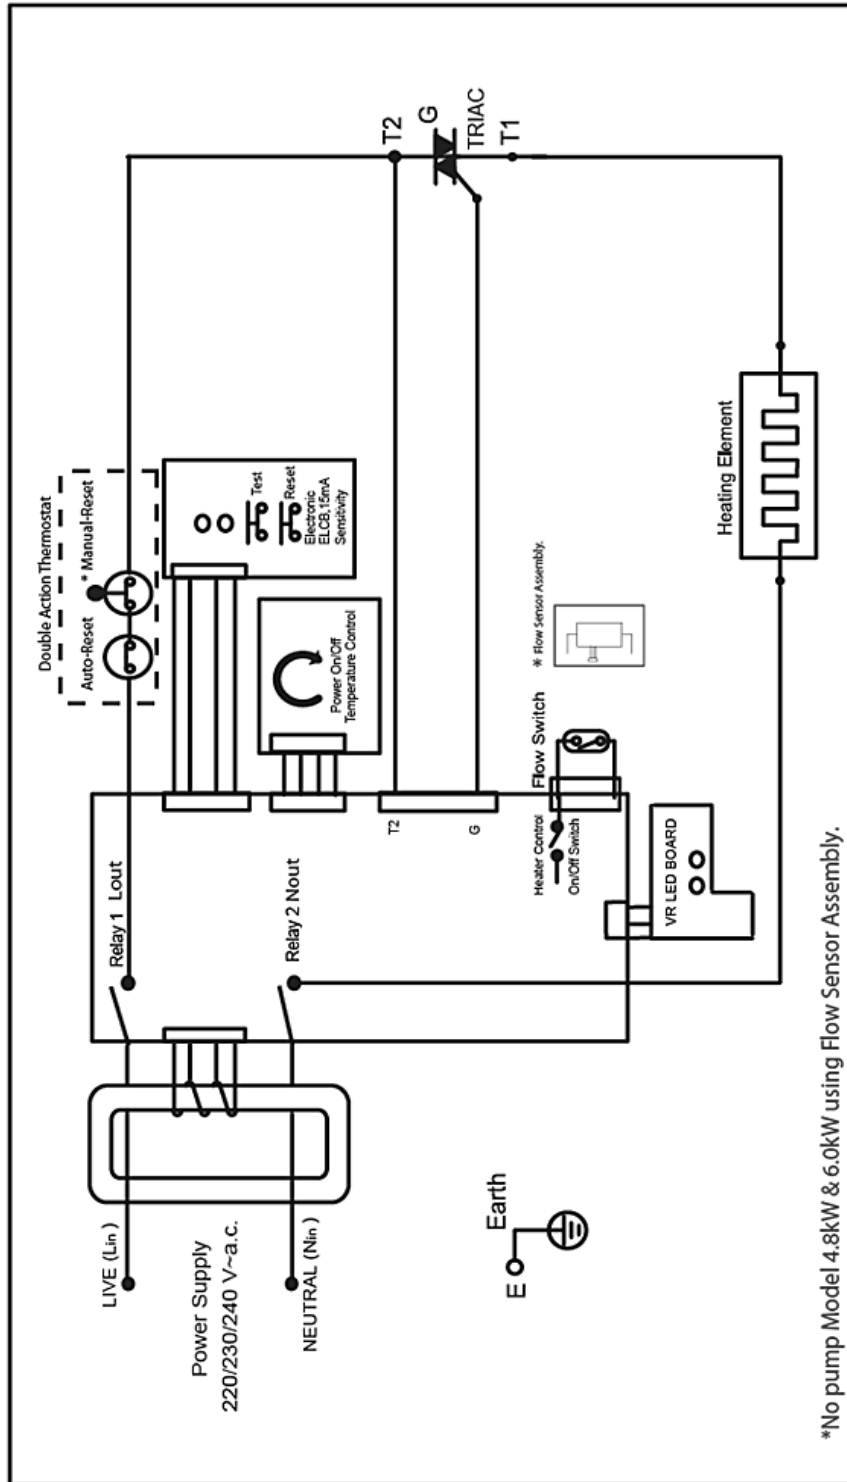 Double Action Thermostat
Auto-Reset
* Manual-Reset
LIVE (Lin )
Relay 1 Lout
Test
Reset
Electronic
ELCB,15mA
Sensitivity
T2
G
TRIAC
T1
Power Supply
220/230/240 V~a.c.
Power On/Off
Temperature Control
NEUTRAL (Nin )
Relay 2 Nout
T2
G
Earth
E
Heater Control
On/Off Switch
Flow Switch
* Flow Sensor Assembly.
VR LED BOARD
Heating Element
*No pump Model 4.8kW & 6.0kW using Flow Sensor Assembly.